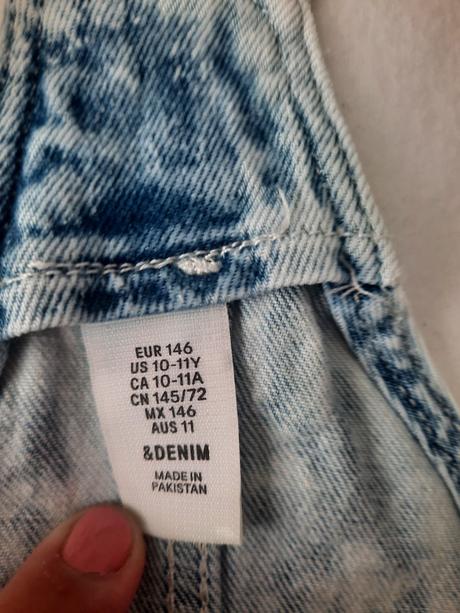 EUR 146
US 10-11Y
CA 10-11A
CN 145/72
MX 146
AUS 11
&DENIM
MADE IN
PAKISTAN